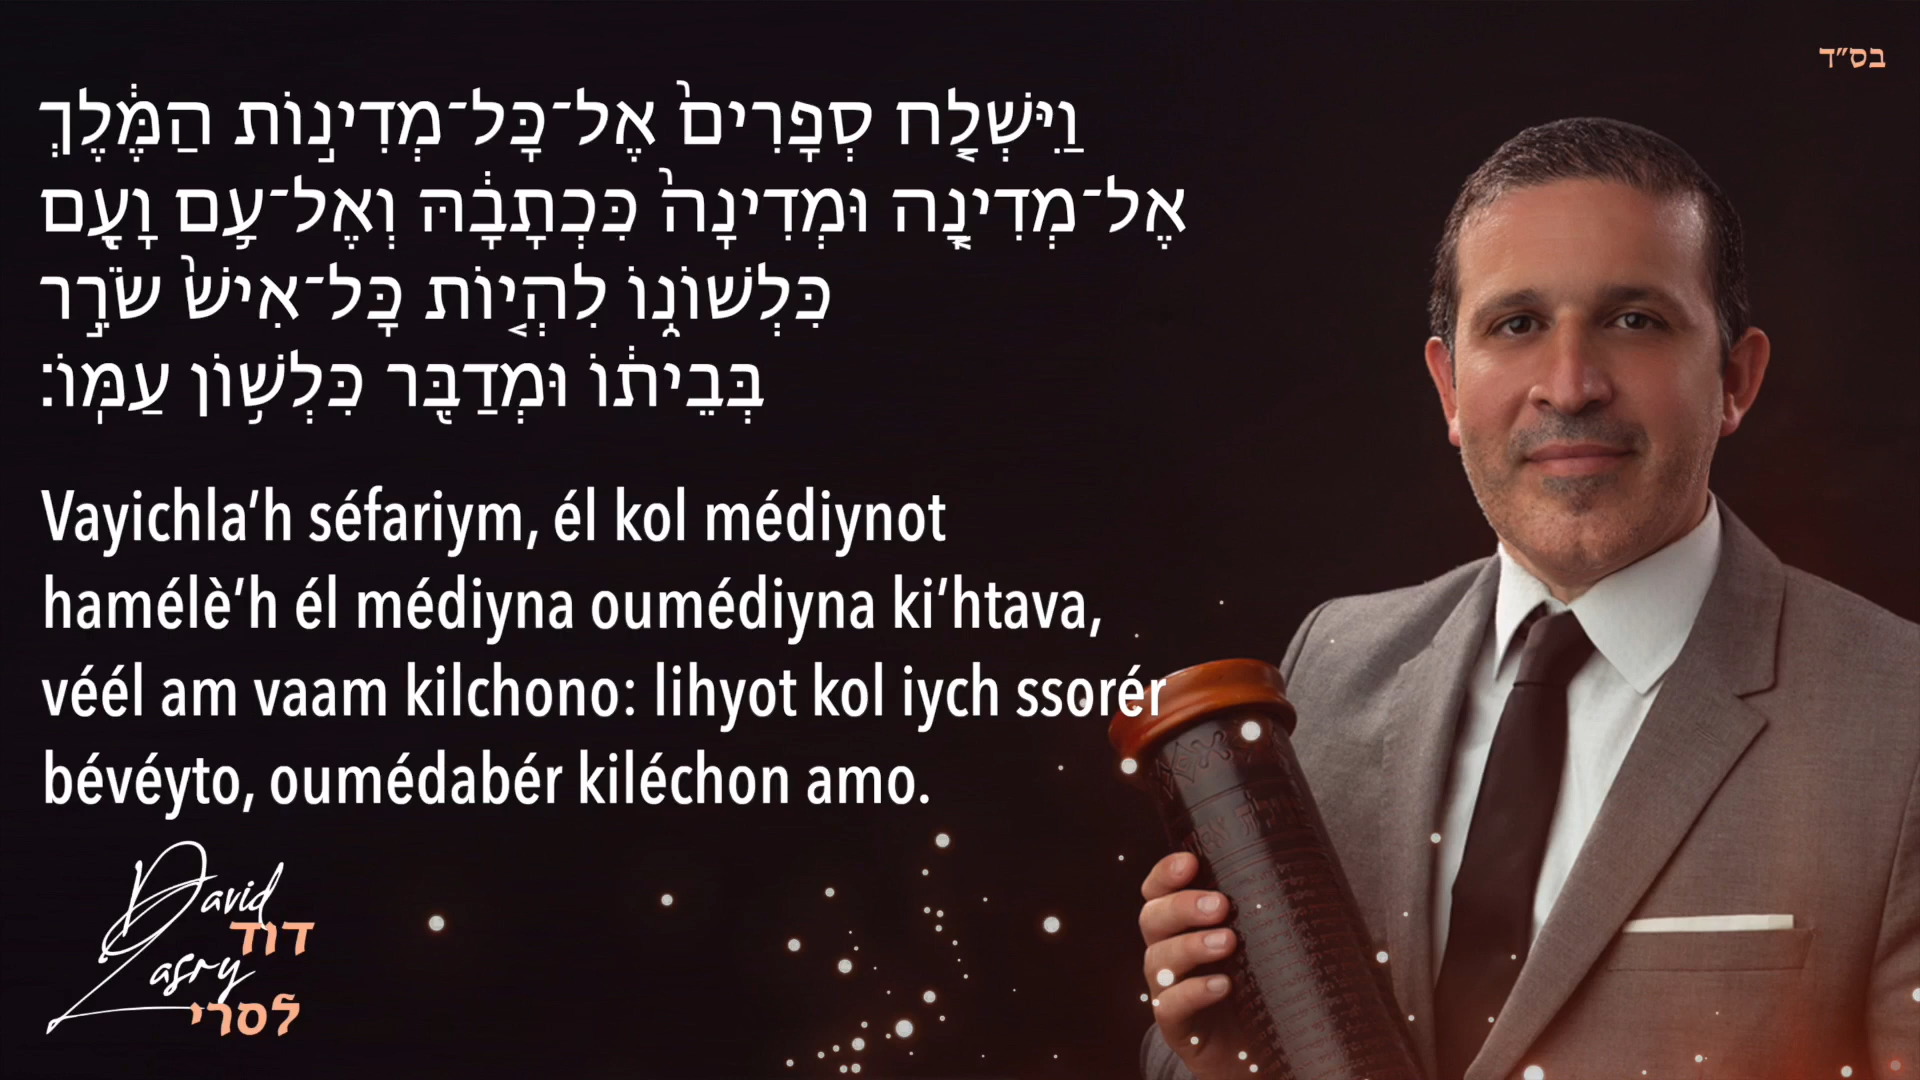 בס״ד
וַיִּשְׁלַ֤ח סְפָרִים֙ אֶל־כׇּל־מְדִינ֣וֹת הַמֶּ֔לֶךְ
אֶל־מְדִינָ֤ה וּמְדִינָה֙ כִּכְתָבָ֔הּ וְאֶל־עַ֥ם וָעָ֖ם
כִּלְשׁוֹנ֑וֹ לִהְי֤וֹת כׇּל־אִישׁ֙ שֹׂרֵ֣ר
בְּבֵית֔וֹ וּמְדַבֵּ֖ר כִּלְשׁ֥וֹן עַמּֽוֹ׃
Vayichla’h séfariym, él kol médiynot
hamélè’h él médiyna oumédiyna ki’htava,
véél am vaam kilchono: lihyot kol iych ssorér
bévéyto, oumédabér kiléchon amo.
David
דוד
Lasry
לסרי